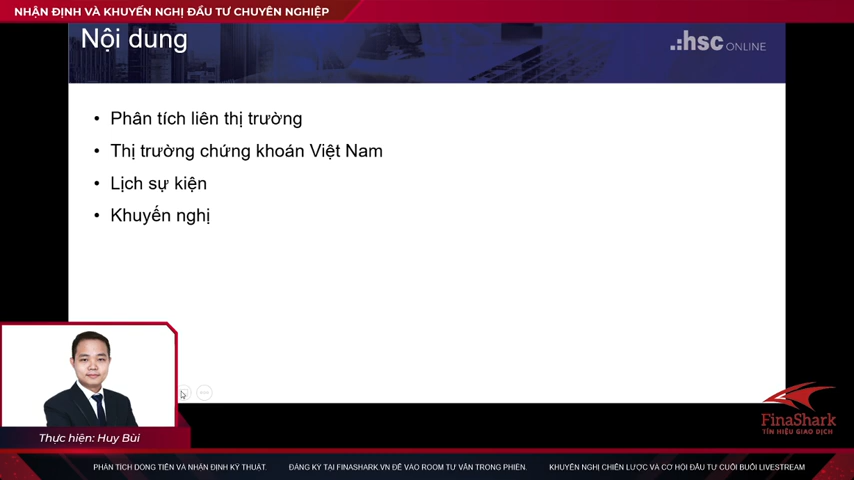 NHẬN ĐỊNH VÀ KHUYẾN NGHỊ ĐẦU TƯ CHUYÊN NGHIỆP
Nội dung
.:hsc ONLINE
• Phân tích liên thị trường
• Thị trường chứng khoán Việt Nam
• Lịch sự kiện
• Khuyến nghị
FinaShark
TÍN HIỆU GIAO DỊCH
Thực hiện: Huy Bùi
PHÂN TÍCH DÒNG TIỀN VÀ NHẬN ĐỊNH KỸ THUẬT. ĐĂNG KÝ TẠI FINASHARK.VN ĐỂ VÀO ROOM TƯ VẤN TRONG PHIÊN. KHUYẾN NGHỊ CHIẾN LƯỢC VÀ CƠ HỘI ĐẦU TƯ CUỐI BUỔI LIVESTREAM